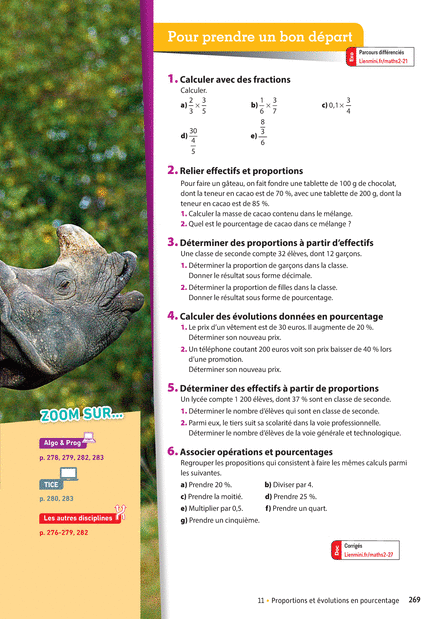 Pour prendre un bon départ
Exo
Parcours différenciés
Lienmini.fr/maths2-21
1. Calculer avec des fractions
Calculer.
a) 2/3 × 3/5 b) 1/6 × 3/7 c) 0,1 × 3/4
d) 30/(4/5) e) (8/3)/6
2. Relier effectifs et proportions
Pour faire un gâteau, on fait fondre une tablette de 100 g de chocolat,
dont la teneur en cacao est de 70 %, avec une tablette de 200 g, dont la
teneur en cacao est de 85 %.
1. Calculer la masse de cacao contenu dans le mélange.
2. Quel est le pourcentage de cacao dans ce mélange ?
3. Déterminer des proportions à partir d'effectifs
Une classe de seconde compte 32 élèves, dont 12 garçons.
1. Déterminer la proportion de garçons dans la classe.
Donner le résultat sous forme décimale.
2. Déterminer la proportion de filles dans la classe.
Donner le résultat sous forme de pourcentage.
4. Calculer des évolutions données en pourcentage
1. Le prix d'un vêtement est de 30 euros. Il augmente de 20 %.
Déterminer son nouveau prix.
2. Un téléphone coutant 200 euros voit son prix baisser de 40 % lors
d'une promotion.
Déterminer son nouveau prix.
5. Déterminer des effectifs à partir de proportions
Un lycée compte 1 200 élèves, dont 37 % sont en classe de seconde.
1. Déterminer le nombre d'élèves qui sont en classe de seconde.
2. Parmi eux, le tiers suit sa scolarité dans la voie professionnelle.
Déterminer le nombre d'élèves de la voie générale et technologique.
6. Associer opérations et pourcentages
Regrouper les propositions qui consistent à faire les mêmes calculs parmi
les suivantes.
a) Prendre 20 %. b) Diviser par 4.
c) Prendre la moitié. d) Prendre 25 %.
e) Multiplier par 0,5. f) Prendre un quart.
g) Prendre un cinquième.
Doc
Corrigés
Lienmini.fr/maths2-27
ZOOM SUR...
Algo & Prog
p. 278, 279, 282, 283
TICE
p. 280, 283
Les autres disciplines
p. 276-279, 282
11 • Proportions et évolutions en pourcentage 269